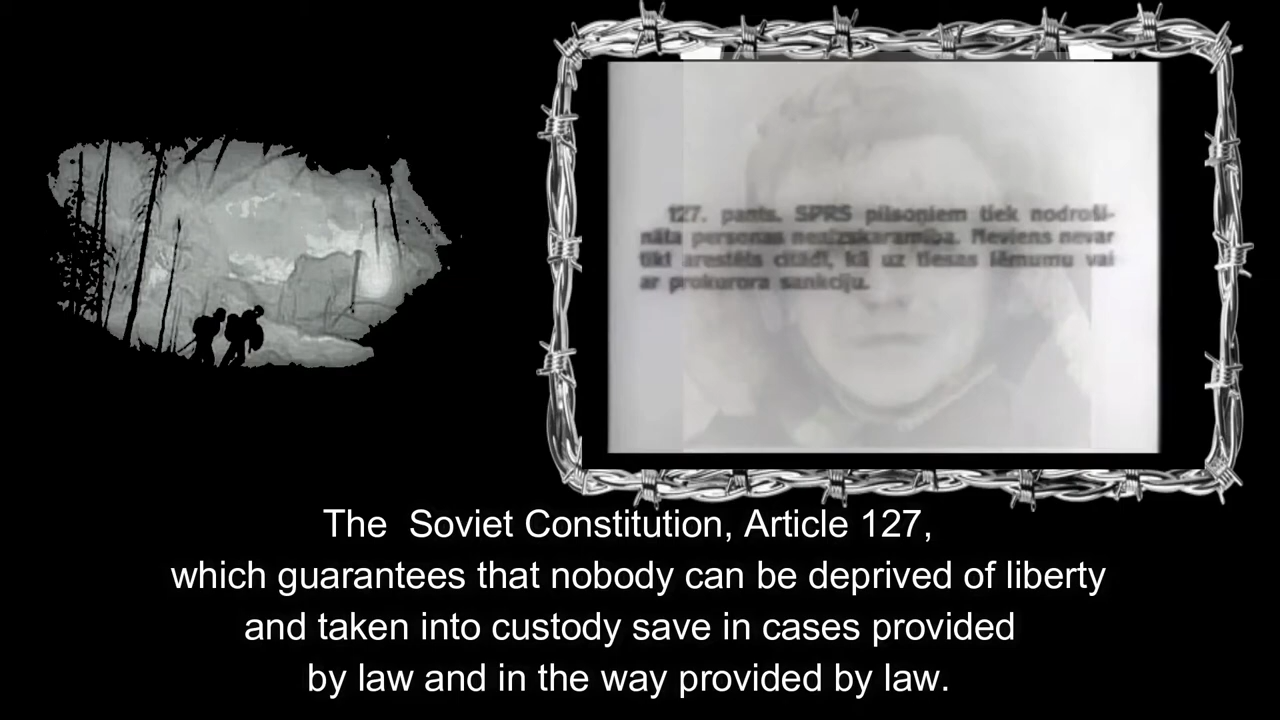 127. pants. SPRS pilsoņiem tiek nodroši-
nāta personas neaizskaramība. Neviens nevar
tikt arestēts citādi, kā uz tiesas lēmumu vai
ar prokurora sankciju.
The Soviet Constitution, Article 127,
which guarantees that nobody can be deprived of liberty
and taken into custody save in cases provided
by law and in the way provided by law.